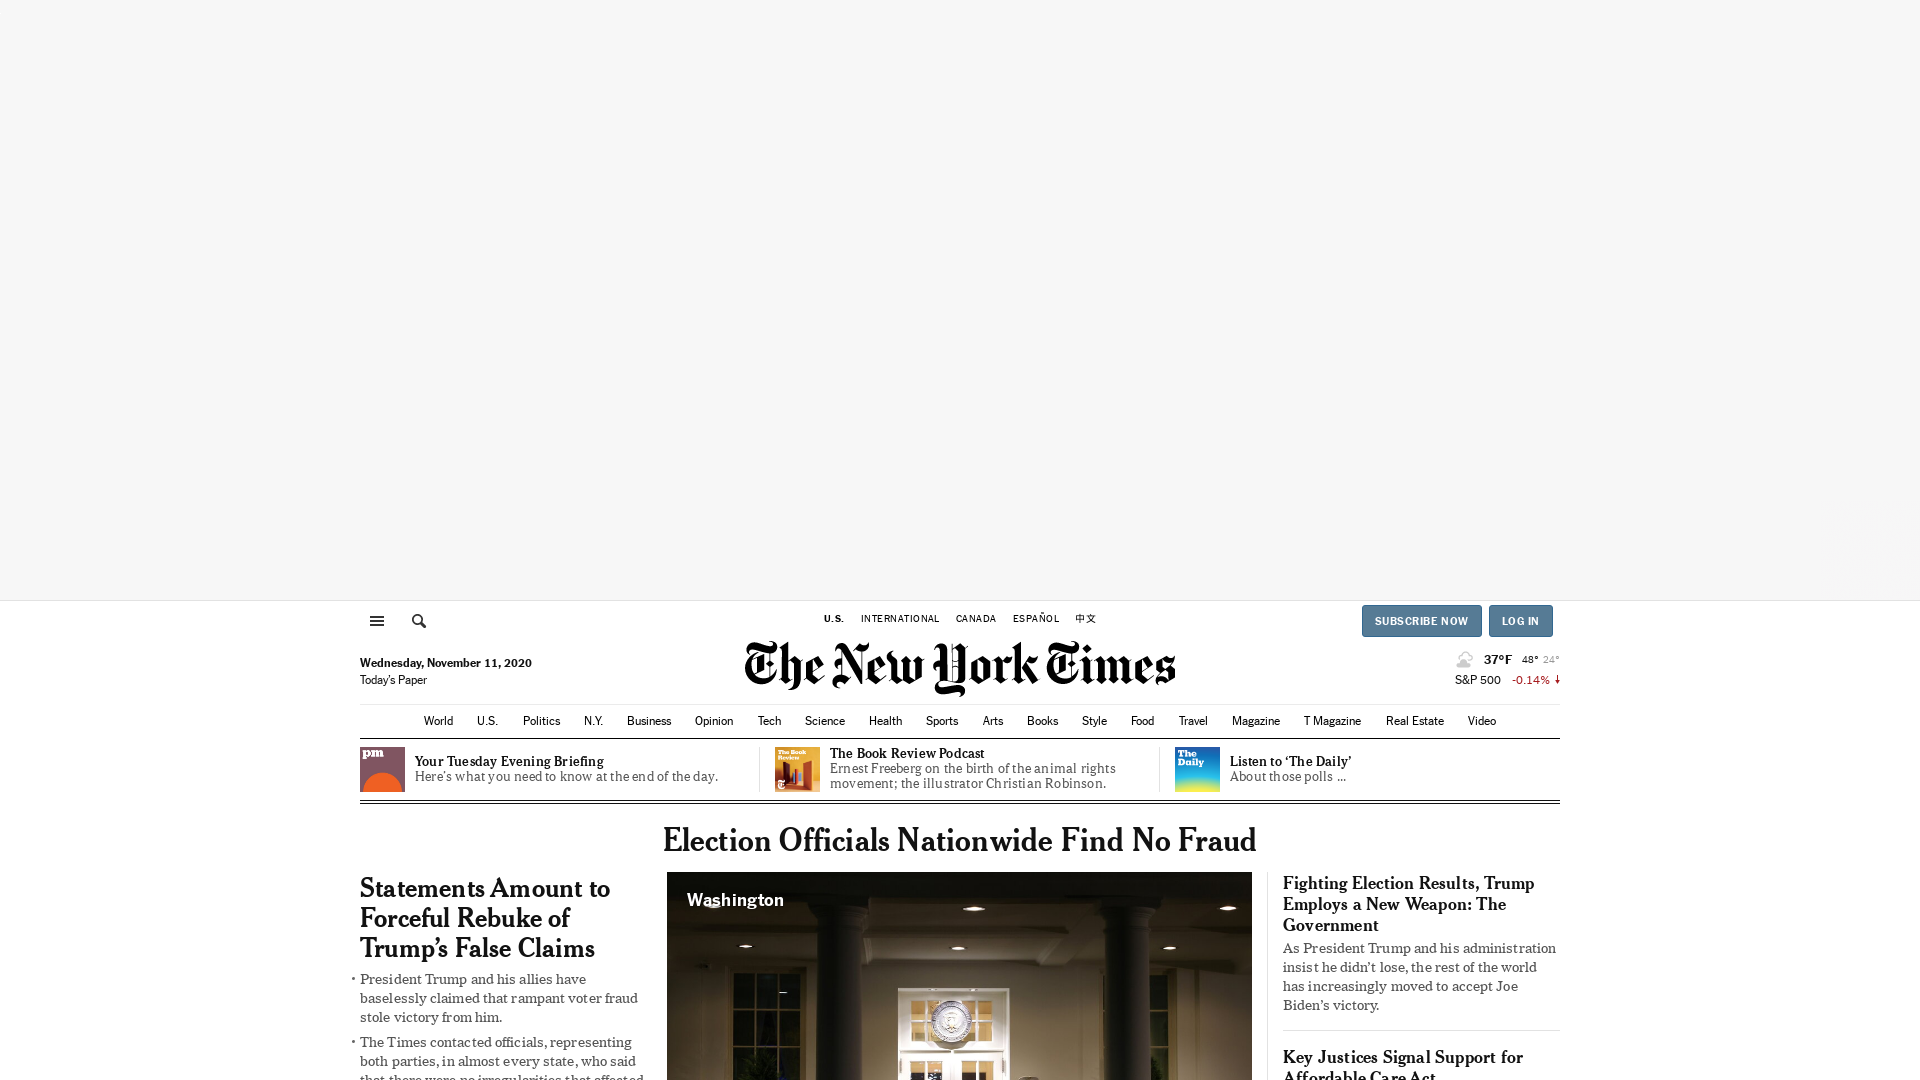 U.S. INTERNATIONAL CANADA ESPAÑOL 中文
SUBSCRIBE NOW LOG IN
The New York Times
Wednesday, November 11, 2020
Today’s Paper
37°F 48° 24°
S&P 500 -0.14%
World U.S. Politics N.Y. Business Opinion Tech Science Health Sports Arts Books Style Food Travel Magazine T Magazine Real Estate Video
pm
Your Tuesday Evening Briefing
Here’s what you need to know at the end of the day.
The Book
Review
The Book Review Podcast
Ernest Freeberg on the birth of the animal rights
movement; the illustrator Christian Robinson.
The
Daily
Listen to ‘The Daily’
About those polls ...
Election Officials Nationwide Find No Fraud
Statements Amount to
Forceful Rebuke of
Trump’s False Claims
President Trump and his allies have
baselessly claimed that rampant voter fraud
stole victory from him.
The Times contacted officials, representing
both parties, in almost every state, who said
that there were no irregularities that affected
Washington
Fighting Election Results, Trump
Employs a New Weapon: The
Government
As President Trump and his administration
insist he didn’t lose, the rest of the world
has increasingly moved to accept Joe
Biden’s victory.
Key Justices Signal Support for
Affordable Care Act